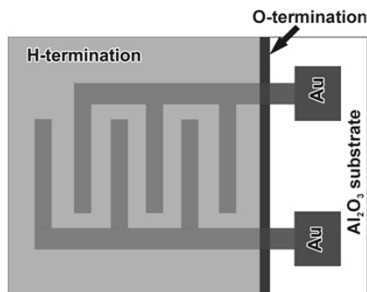 O-termination
H-termination
Au
Al₂O₃ substrate
Au